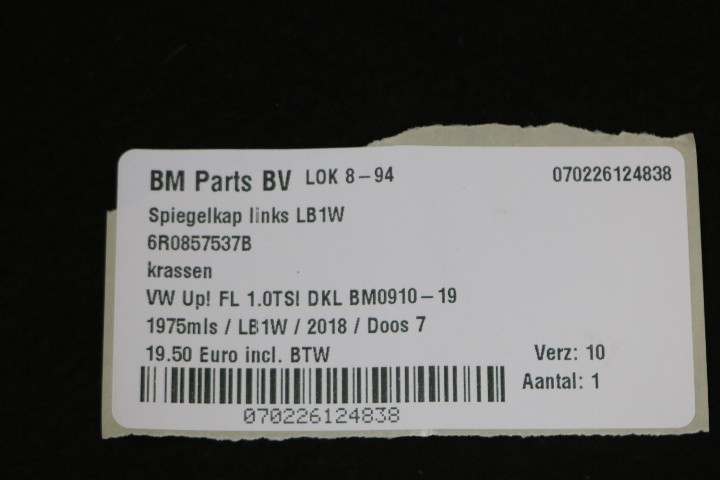 BM Parts BV LOK 8-94 070226124838
Spiegelkap links LB1W
6R0857537B
krassen
VW Up! FL 1.0TSI DKL BM0910-19
1975mls / LB1W / 2018 / Doos 7
19.50 Euro incl. BTW Verz: 10
Aantal: 1
070226124838